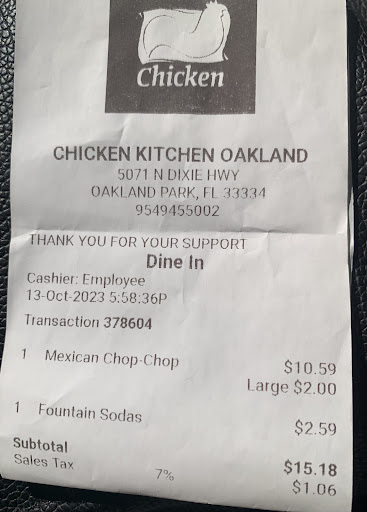 Chicken
CHICKEN KITCHEN OAKLAND
5071 N DIXIE HWY
OAKLAND PARK, FL 33334
9549455002
THANK YOU FOR YOUR SUPPORT
Dine In
Cashier: Employee
13-Oct-2023 5:58:36P
Transaction 378604
1 Mexican Chop-Chop $10.59
Large $2.00
1 Fountain Sodas $2.59
Subtotal $15.18
Sales Tax 7% $1.06